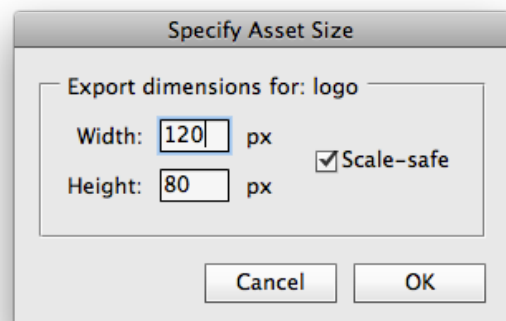 Specify Asset Size
Export dimensions for: logo
Width: 120 px
Scale-safe
Height: 80 px
Cancel OK